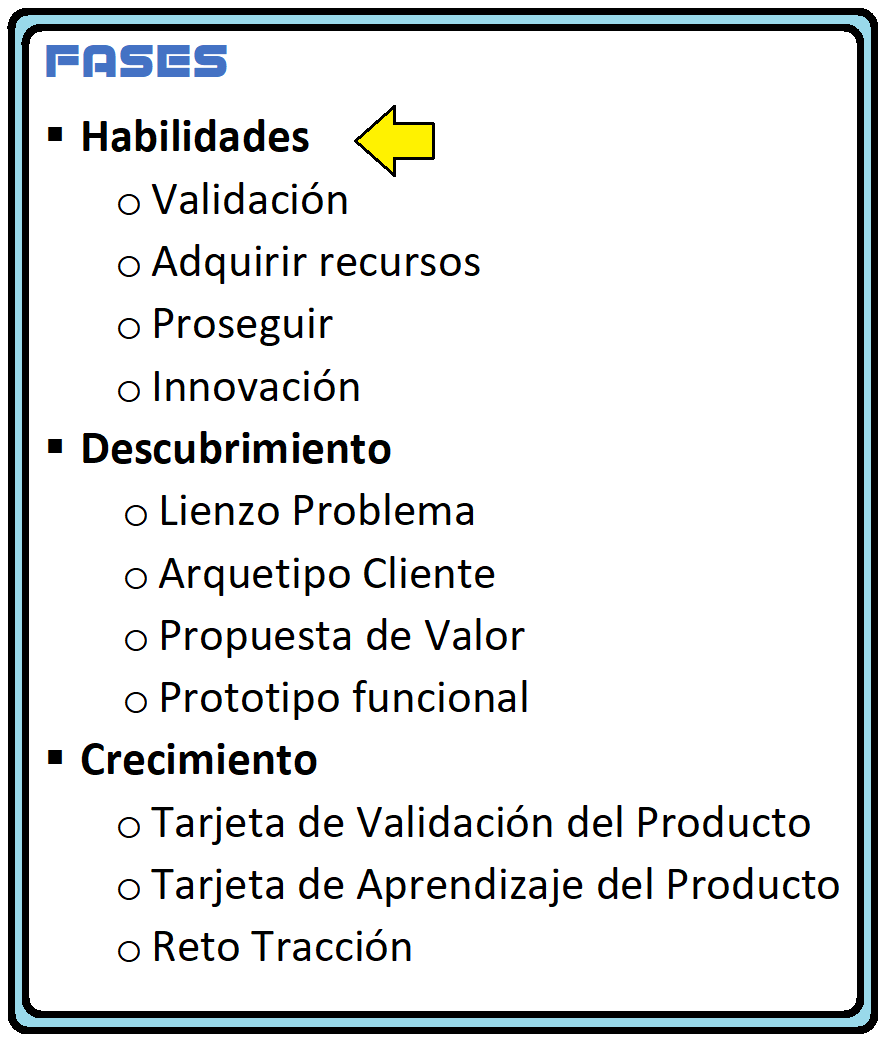 FASES
Habilidades
Validación
Adquirir recursos
Proseguir
Innovación
Descubrimiento
Lienzo Problema
Arquetipo Cliente
Propuesta de Valor
Prototipo funcional
Crecimiento
Tarjeta de Validación del Producto
Tarjeta de Aprendizaje del Producto
Reto Tracción